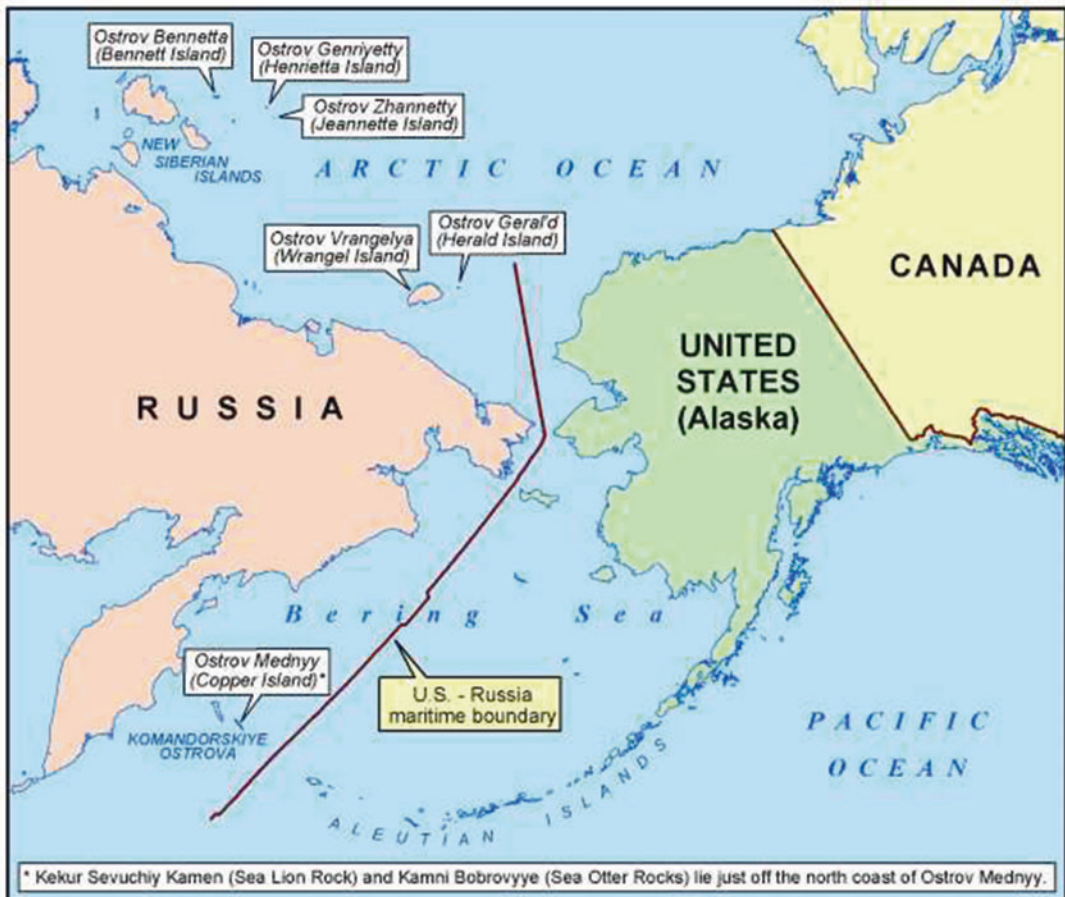 Ostrov Bennetta
(Bennett Island)
Ostrov Genriyetty
(Henrietta Island)
Ostrov Zhannetty
(Jeannette Island)
NEW
SIBERIAN
ISLANDS
ARCTIC OCEAN
Ostrov Vrangelya
(Wrangel Island)
Ostrov Geral'd
(Herald Island)
CANADA
UNITED
STATES
(Alaska)
RUSSIA
Bering Sea
Ostrov Mednyy
(Copper Island)*
KOMANDORSKIYE
OSTROVA
U.S. - Russia
maritime boundary
PACIFIC
OCEAN
ALEUTIAN ISLANDS
* Kekur Sevuchiy Kamen (Sea Lion Rock) and Kamni Bobrovyye (Sea Otter Rocks) lie just off the north coast of Ostrov Mednyy.